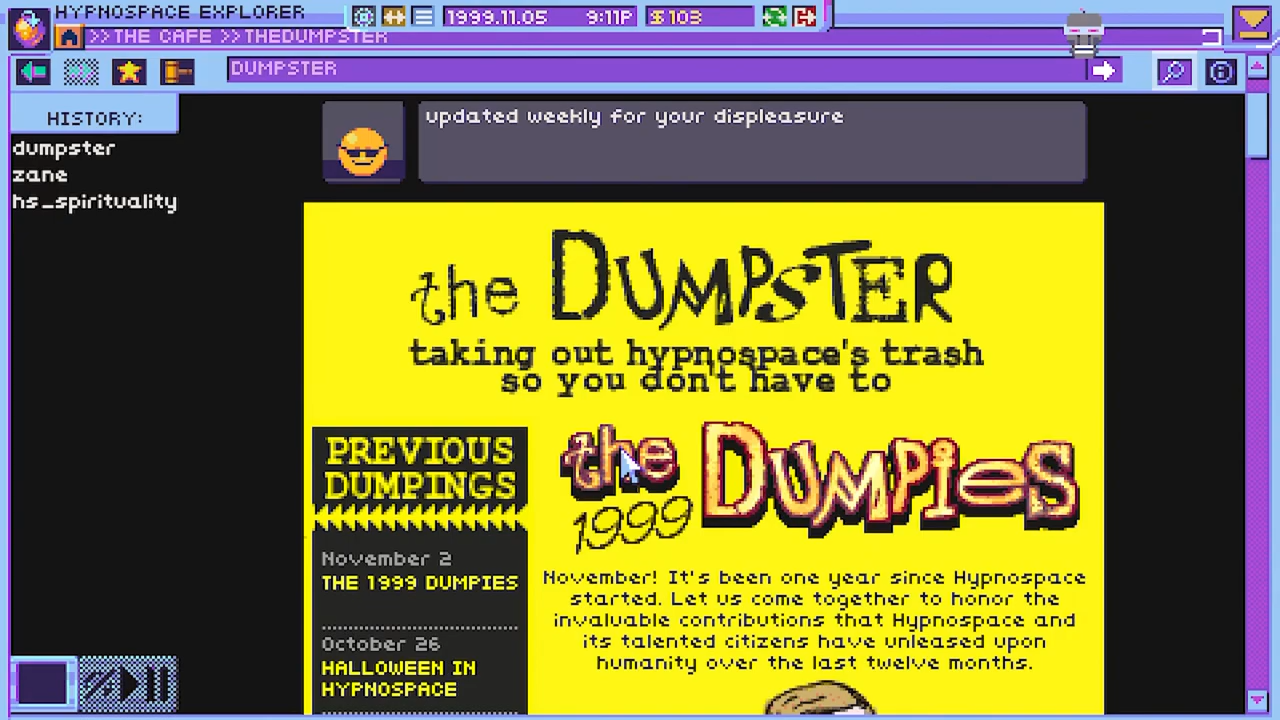 HYPNOSPACE EXPLORER
1999.11.05 9:11P
103
>>THE CAFE >>THEDUMPSTER
DUMPSTER
HISTORY:
dumpster
zane
hs_spirituality
updated weekly for your displeasure
the DUMPSTER
taking out hypnospace's trash
so you don't have to
PREVIOUS
DUMPINGS
November 2
THE 1999 DUMPIES
October 26
HALLOWEEN IN
HYPNOSPACE
the DUMPIES
1999
November! It's been one year since Hypnospace
started. Let us come together to honor the
invaluable contributions that Hypnospace and
its talented citizens have unleased upon
humanity over the last twelve months.